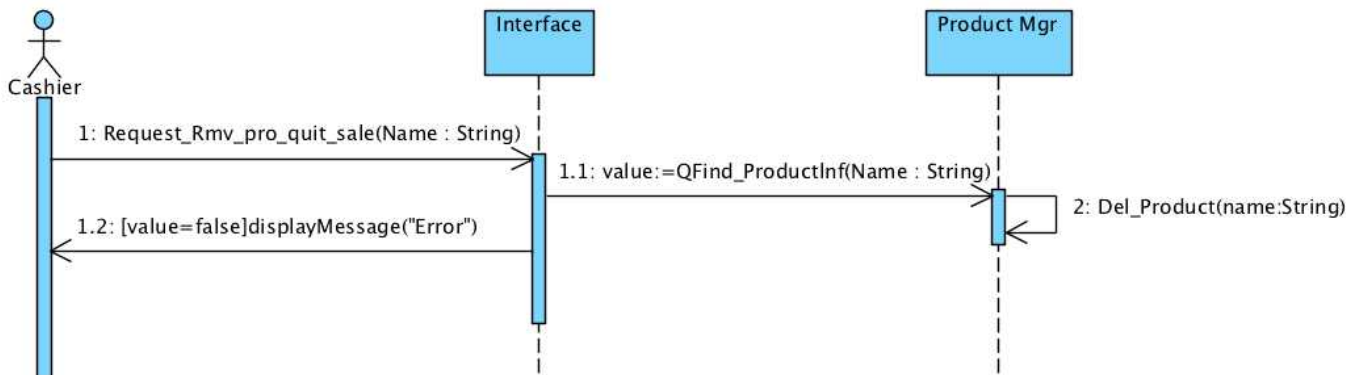 Interface
Product Mgr
Cashier
1: Request_Rmv_pro_quit_sale(Name : String)
1.1: value:=QFind_ProductInf(Name : String)
2: Del_Product(name:String)
1.2: [value=false]displayMessage("Error")